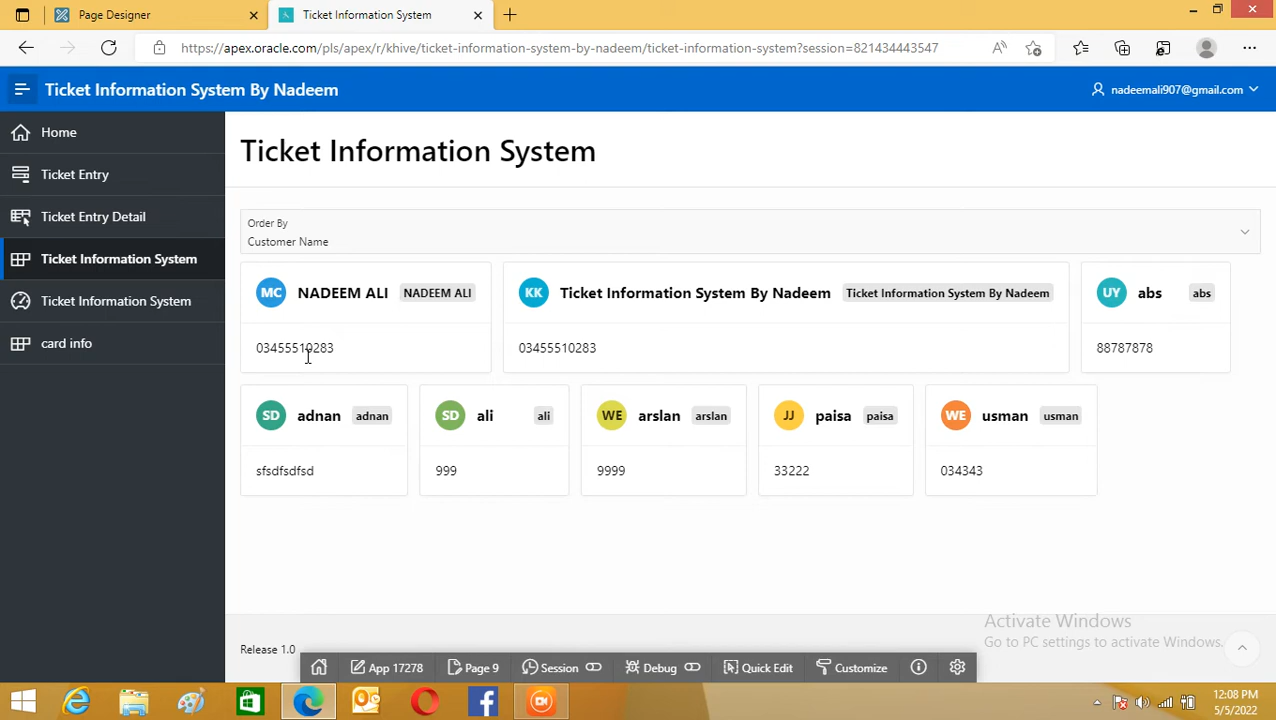 Page Designer
Ticket Information System
https://apex.oracle.com/pls/apex/r/khive/ticket-information-system-by-nadeem/ticket-information-system?session=821434443547
Ticket Information System By Nadeem
nadeemali907@gmail.com
Home
Ticket Entry
Ticket Entry Detail
Ticket Information System
Ticket Information System
card info
Ticket Information System
Order By
Customer Name
MC NADEEM ALI NADEEM ALI
03455510283
KK Ticket Information System By Nadeem Ticket Information System By Nadeem
03455510283
UY abs abs
88787878
SD adnan adnan
sfsdfsdfsd
SD ali ali
999
WE arslan arslan
9999
JJ paisa paisa
33222
WE usman usman
034343
Activate Windows
Go to PC settings to activate Windows.
Release 1.0
App 17278 Page 9 Session Debug Quick Edit Customize
12:08 PM
5/5/2022